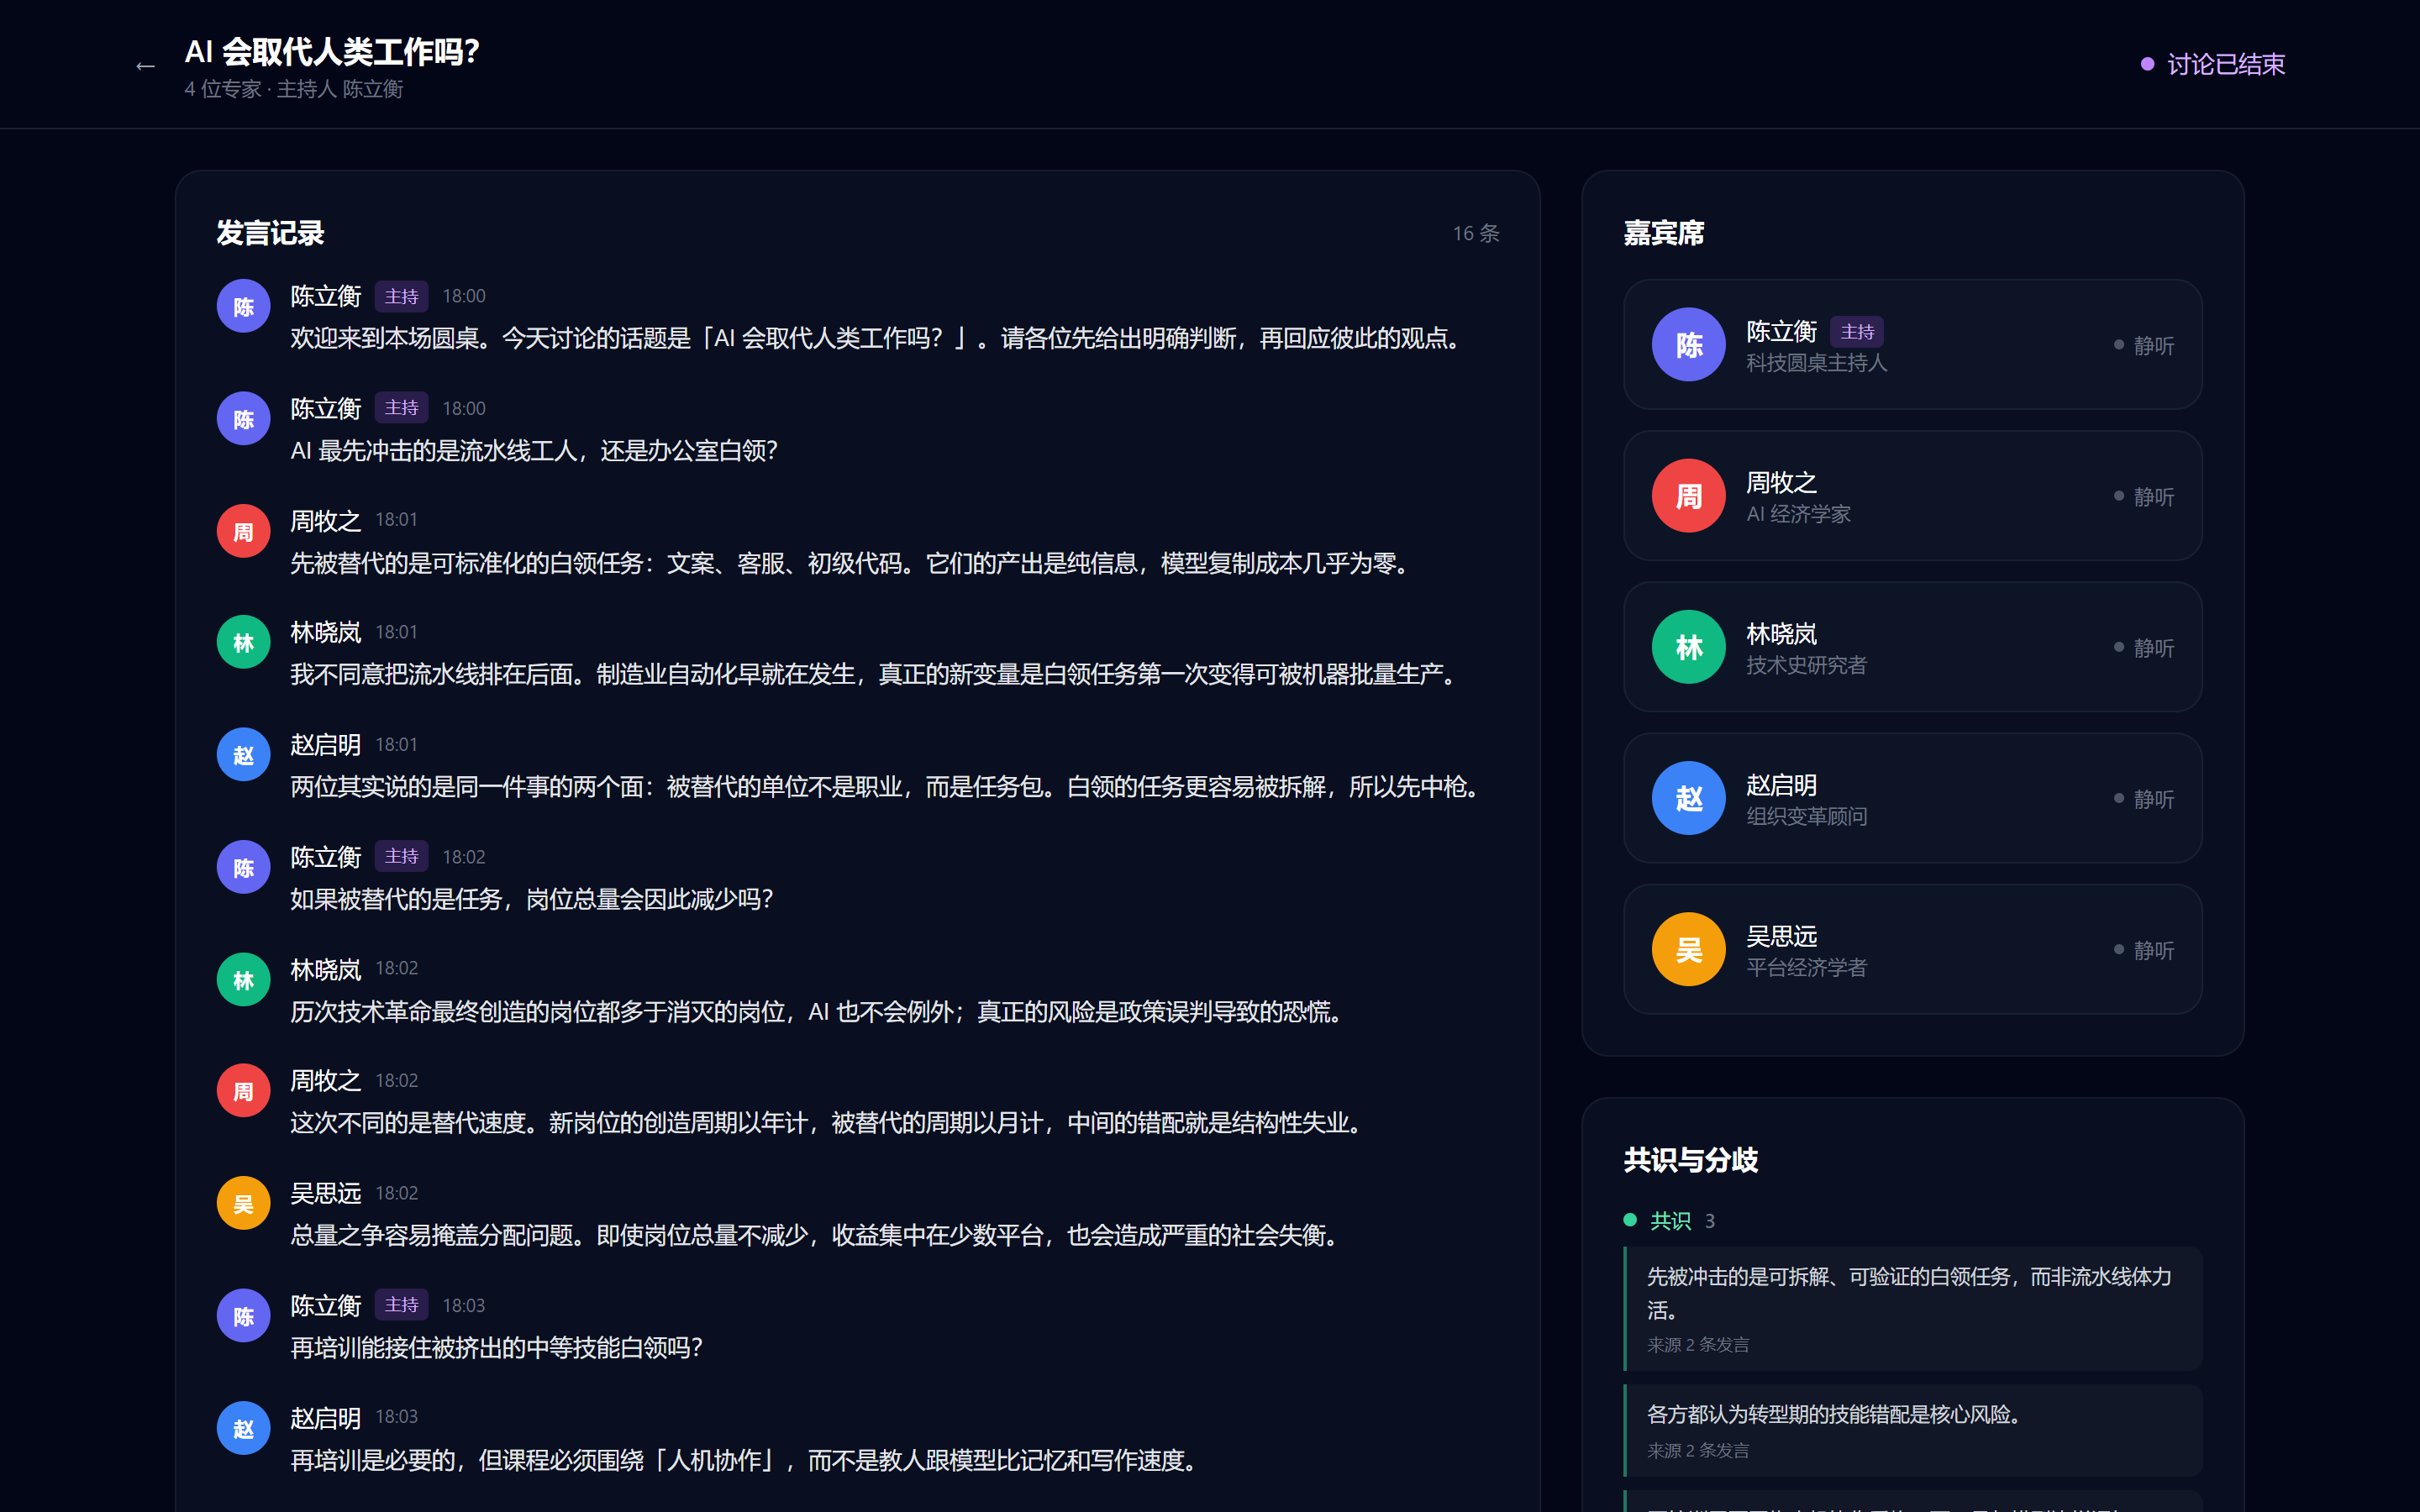 ←
AI 会取代人类工作吗？
4 位专家 · 主持人 陈立衡
讨论已结束
发言记录
16 条
陈
陈立衡 主持 18:00
欢迎来到本场圆桌。今天讨论的话题是「AI 会取代人类工作吗？」。请各位先给出明确判断，再回应彼此的观点。
陈
陈立衡 主持 18:00
AI 最先冲击的是流水线工人，还是办公室白领？
周
周牧之 18:01
先被替代的是可标准化的白领任务：文案、客服、初级代码。它们的产出是纯信息，模型复制成本几乎为零。
林
林晓岚 18:01
我不同意把流水线排在后面。制造业自动化早就在发生，真正的新变量是白领任务第一次变得可被机器批量生产。
赵
赵启明 18:01
两位其实说的是同一件事的两个面：被替代的单位不是职业，而是任务包。白领的任务更容易被拆解，所以先中枪。
陈
陈立衡 主持 18:02
如果被替代的是任务，岗位总量会因此减少吗？
林
林晓岚 18:02
历次技术革命最终创造的岗位都多于消灭的岗位，AI 也不会例外；真正的风险是政策误判导致的恐慌。
周
周牧之 18:02
这次不同的是替代速度。新岗位的创造周期以年计，被替代的周期以月计，中间的错配就是结构性失业。
吴
吴思远 18:02
总量之争容易掩盖分配问题。即使岗位总量不减少，收益集中在少数平台，也会造成严重的社会失衡。
陈
陈立衡 主持 18:03
再培训能接住被挤出的中等技能白领吗？
赵
赵启明 18:03
再培训是必要的，但课程必须围绕「人机协作」，而不是教人跟模型比记忆和写作速度。
嘉宾席
陈
陈立衡 主持
科技圆桌主持人
静听
周
周牧之
AI 经济学家
静听
林
林晓岚
技术史研究者
静听
赵
赵启明
组织变革顾问
静听
吴
吴思远
平台经济学者
静听
共识与分歧
共识 3
先被冲击的是可拆解、可验证的白领任务，而非流水线体力
活。
来源 2 条发言
各方都认为转型期的技能错配是核心风险。
来源 2 条发言